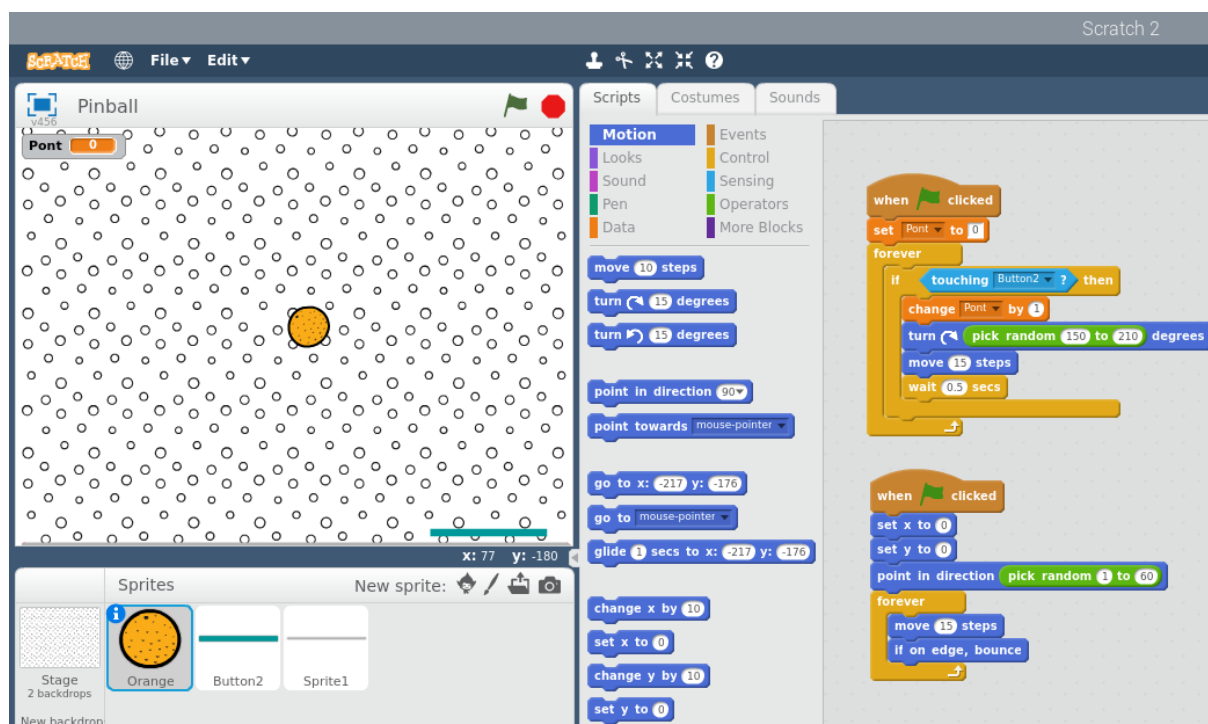 Scratch 2
SCRATCH File Edit
Pinball
v456
Pont 0
x: 77 y: -180
Sprites New sprite:
Stage
2 backdrops
New backdrop
Orange
Button2
Sprite1
Scripts Costumes Sounds
Motion Events
Looks Control
Sound Sensing
Pen Operators
Data More Blocks
move 10 steps
turn 15 degrees
turn 15 degrees
point in direction 90
point towards mouse-pointer
go to x: -217 y: -176
go to mouse-pointer
glide 1 secs to x: -217 y: -176
change x by 10
set x to 0
change y by 10
set y to 0
when clicked
set Pont to 0
forever
if touching Button2 ? then
change Pont by 1
turn pick random 150 to 210 degrees
move 15 steps
wait 0.5 secs
when clicked
set x to 0
set y to 0
point in direction pick random 1 to 60
forever
move 15 steps
if on edge, bounce